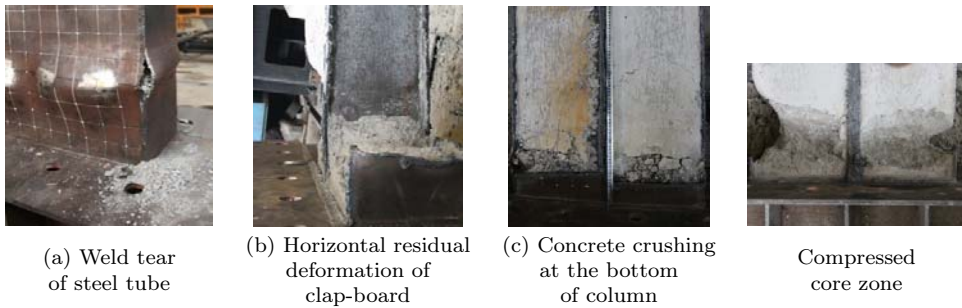 (a) Weld tear
of steel tube
(b) Horizontal residual
deformation of
clap-board
(c) Concrete crushing
at the bottom
of column
Compressed
core zone